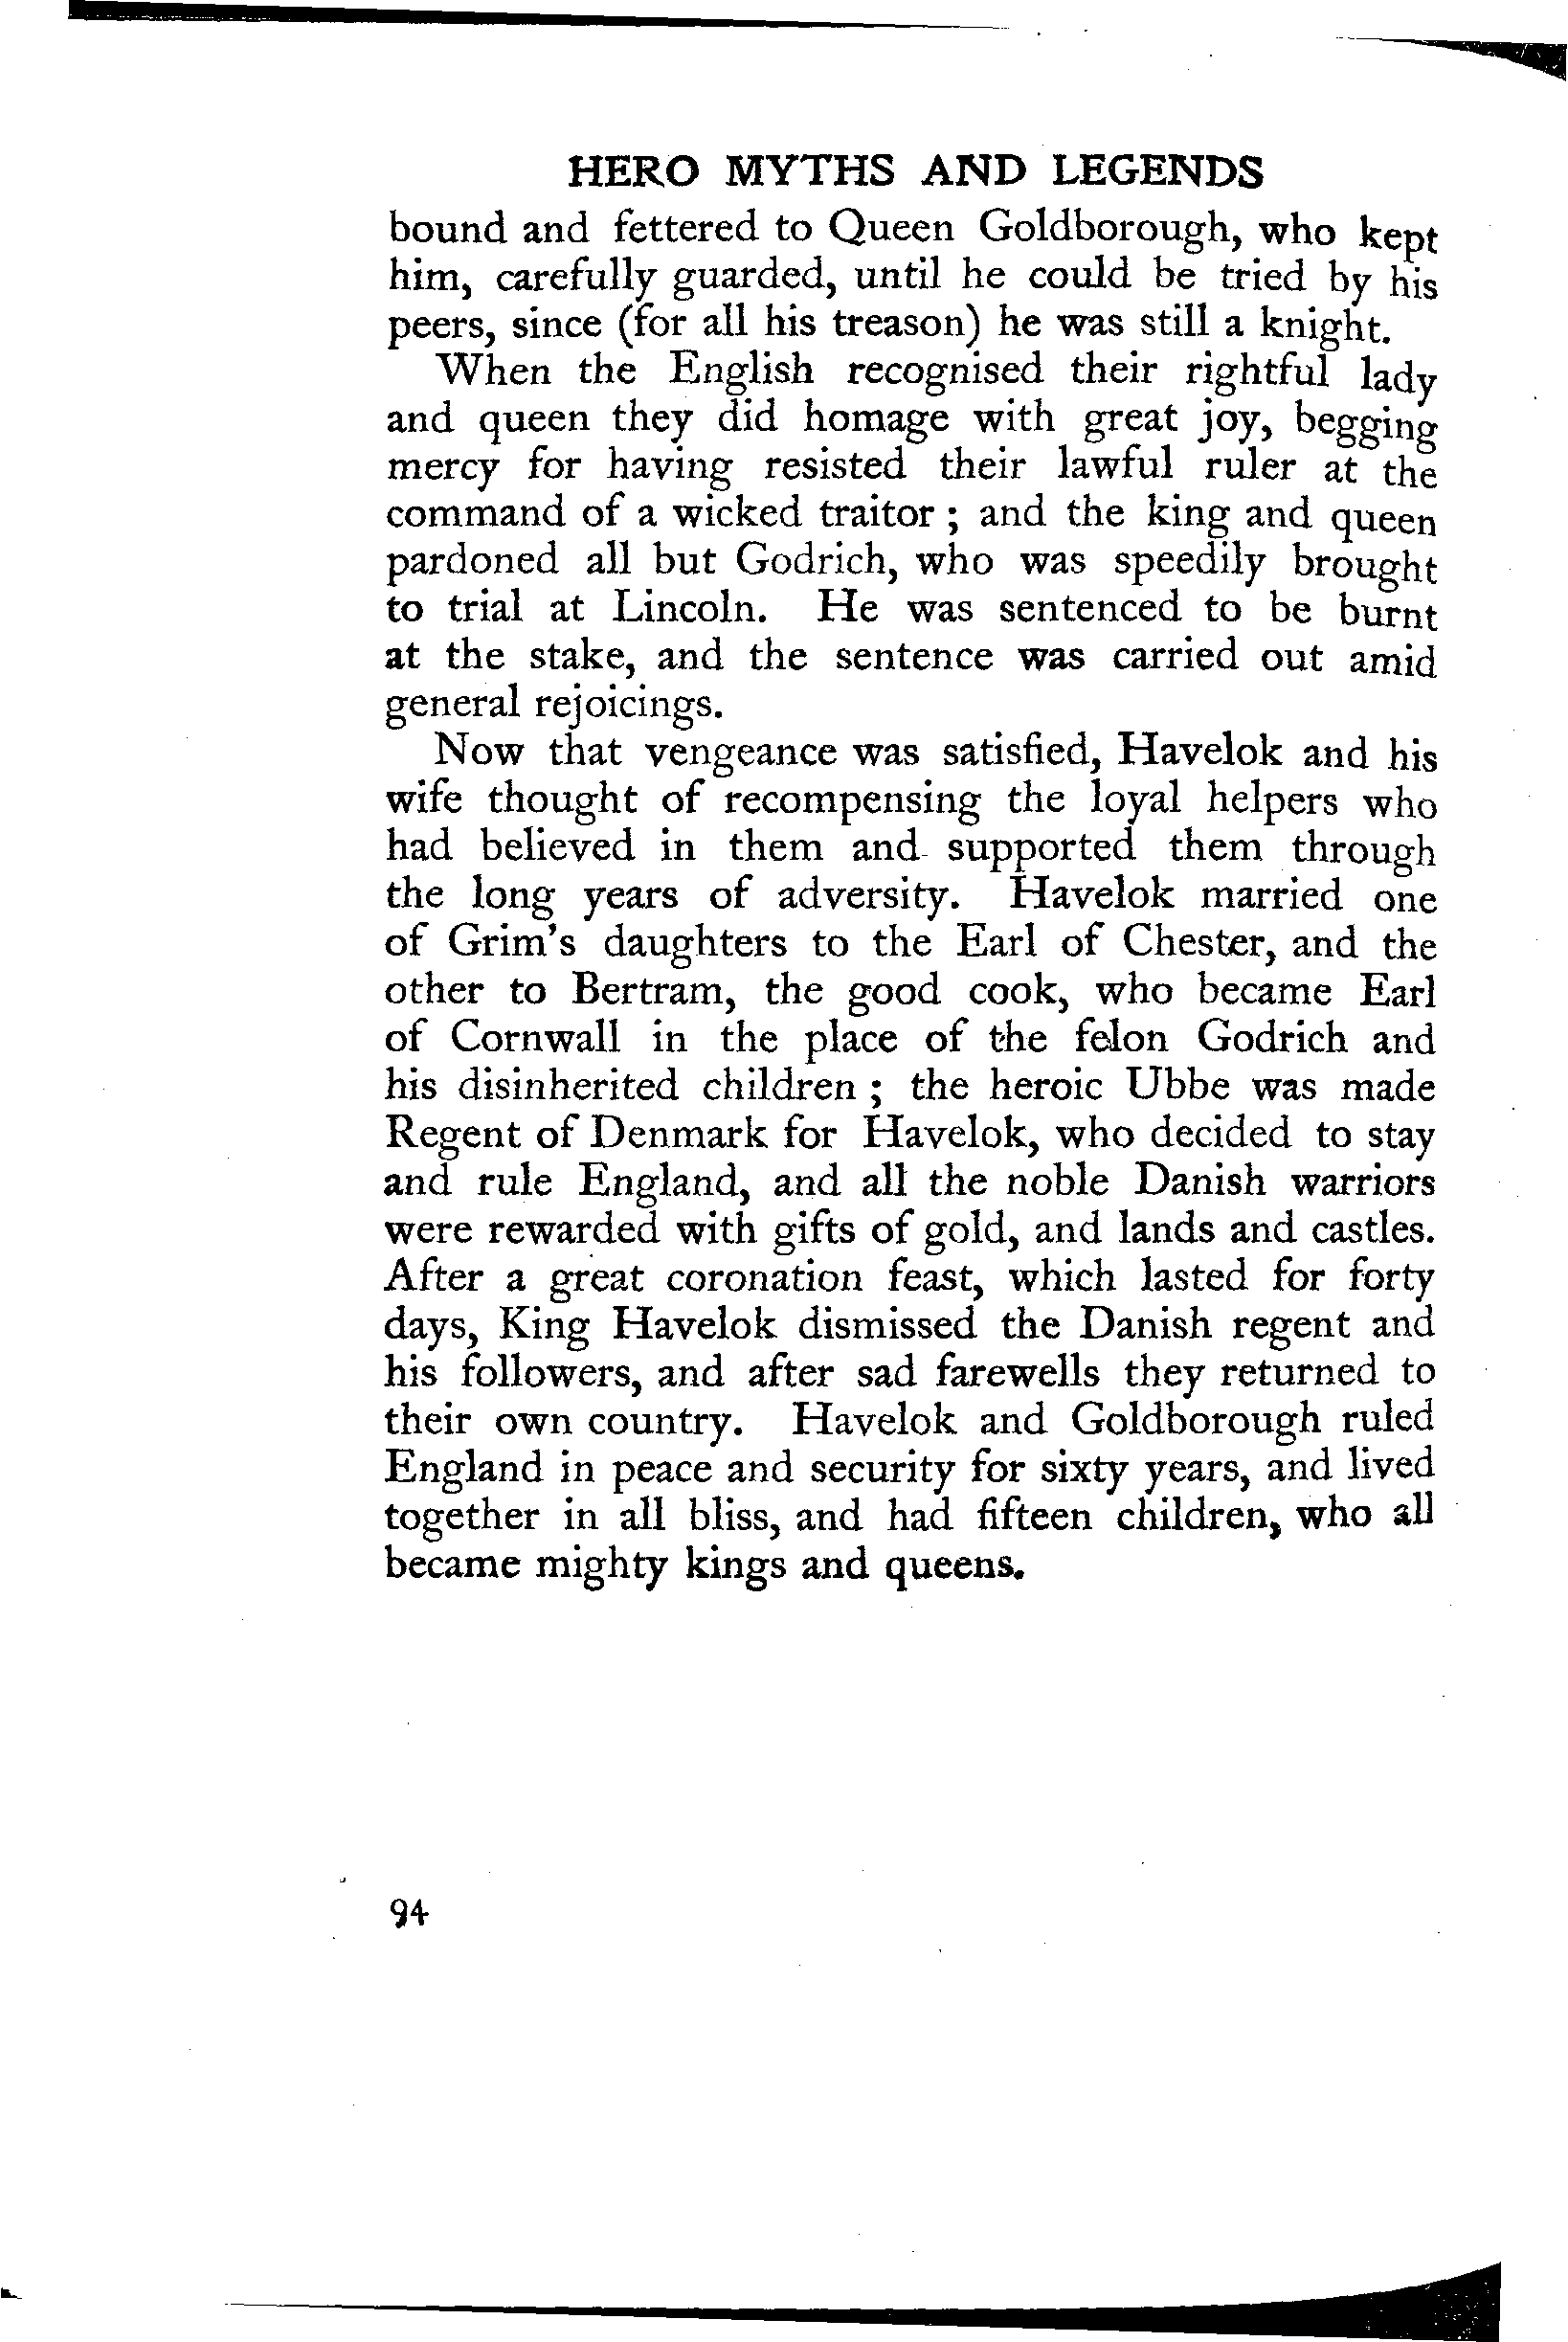 HERO MYTHS AND LEGENDS
bound and fettered to Queen Goldborough, who kept
him, carefully guarded, until he could be tried by his
peers, since (for all his treason) he was still a knight.
When the English recognised their rightful lady
and queen they did homage with great joy, begging
mercy for having resisted their lawful ruler at the
command of a wicked traitor ; and the king and queen
pardoned all but Godrich, who was speedily brought
to trial at Lincoln. He was sentenced to be burnt
at the stake, and the sentence was carried out amid
general rejoicings.
Now that vengeance was satisfied, Havelok and his
wife thought of recompensing the loyal helpers who
had believed in them and supported them through
the long years of adversity. Havelok married one
of Grim's daughters to the Earl of Chester, and the
other to Bertram, the good cook, who became Earl
of Cornwall in the place of the felon Godrich and
his disinherited children ; the heroic Ubbe was made
Regent of Denmark for Havelok, who decided to stay
and rule England, and all the noble Danish warriors
were rewarded with gifts of gold, and lands and castles.
After a great coronation feast, which lasted for forty
days, King Havelok dismissed the Danish regent and
his followers, and after sad farewells they returned to
their own country. Havelok and Goldborough ruled
England in peace and security for sixty years, and lived
together in all bliss, and had fifteen children, who all
became mighty kings and queens.
94